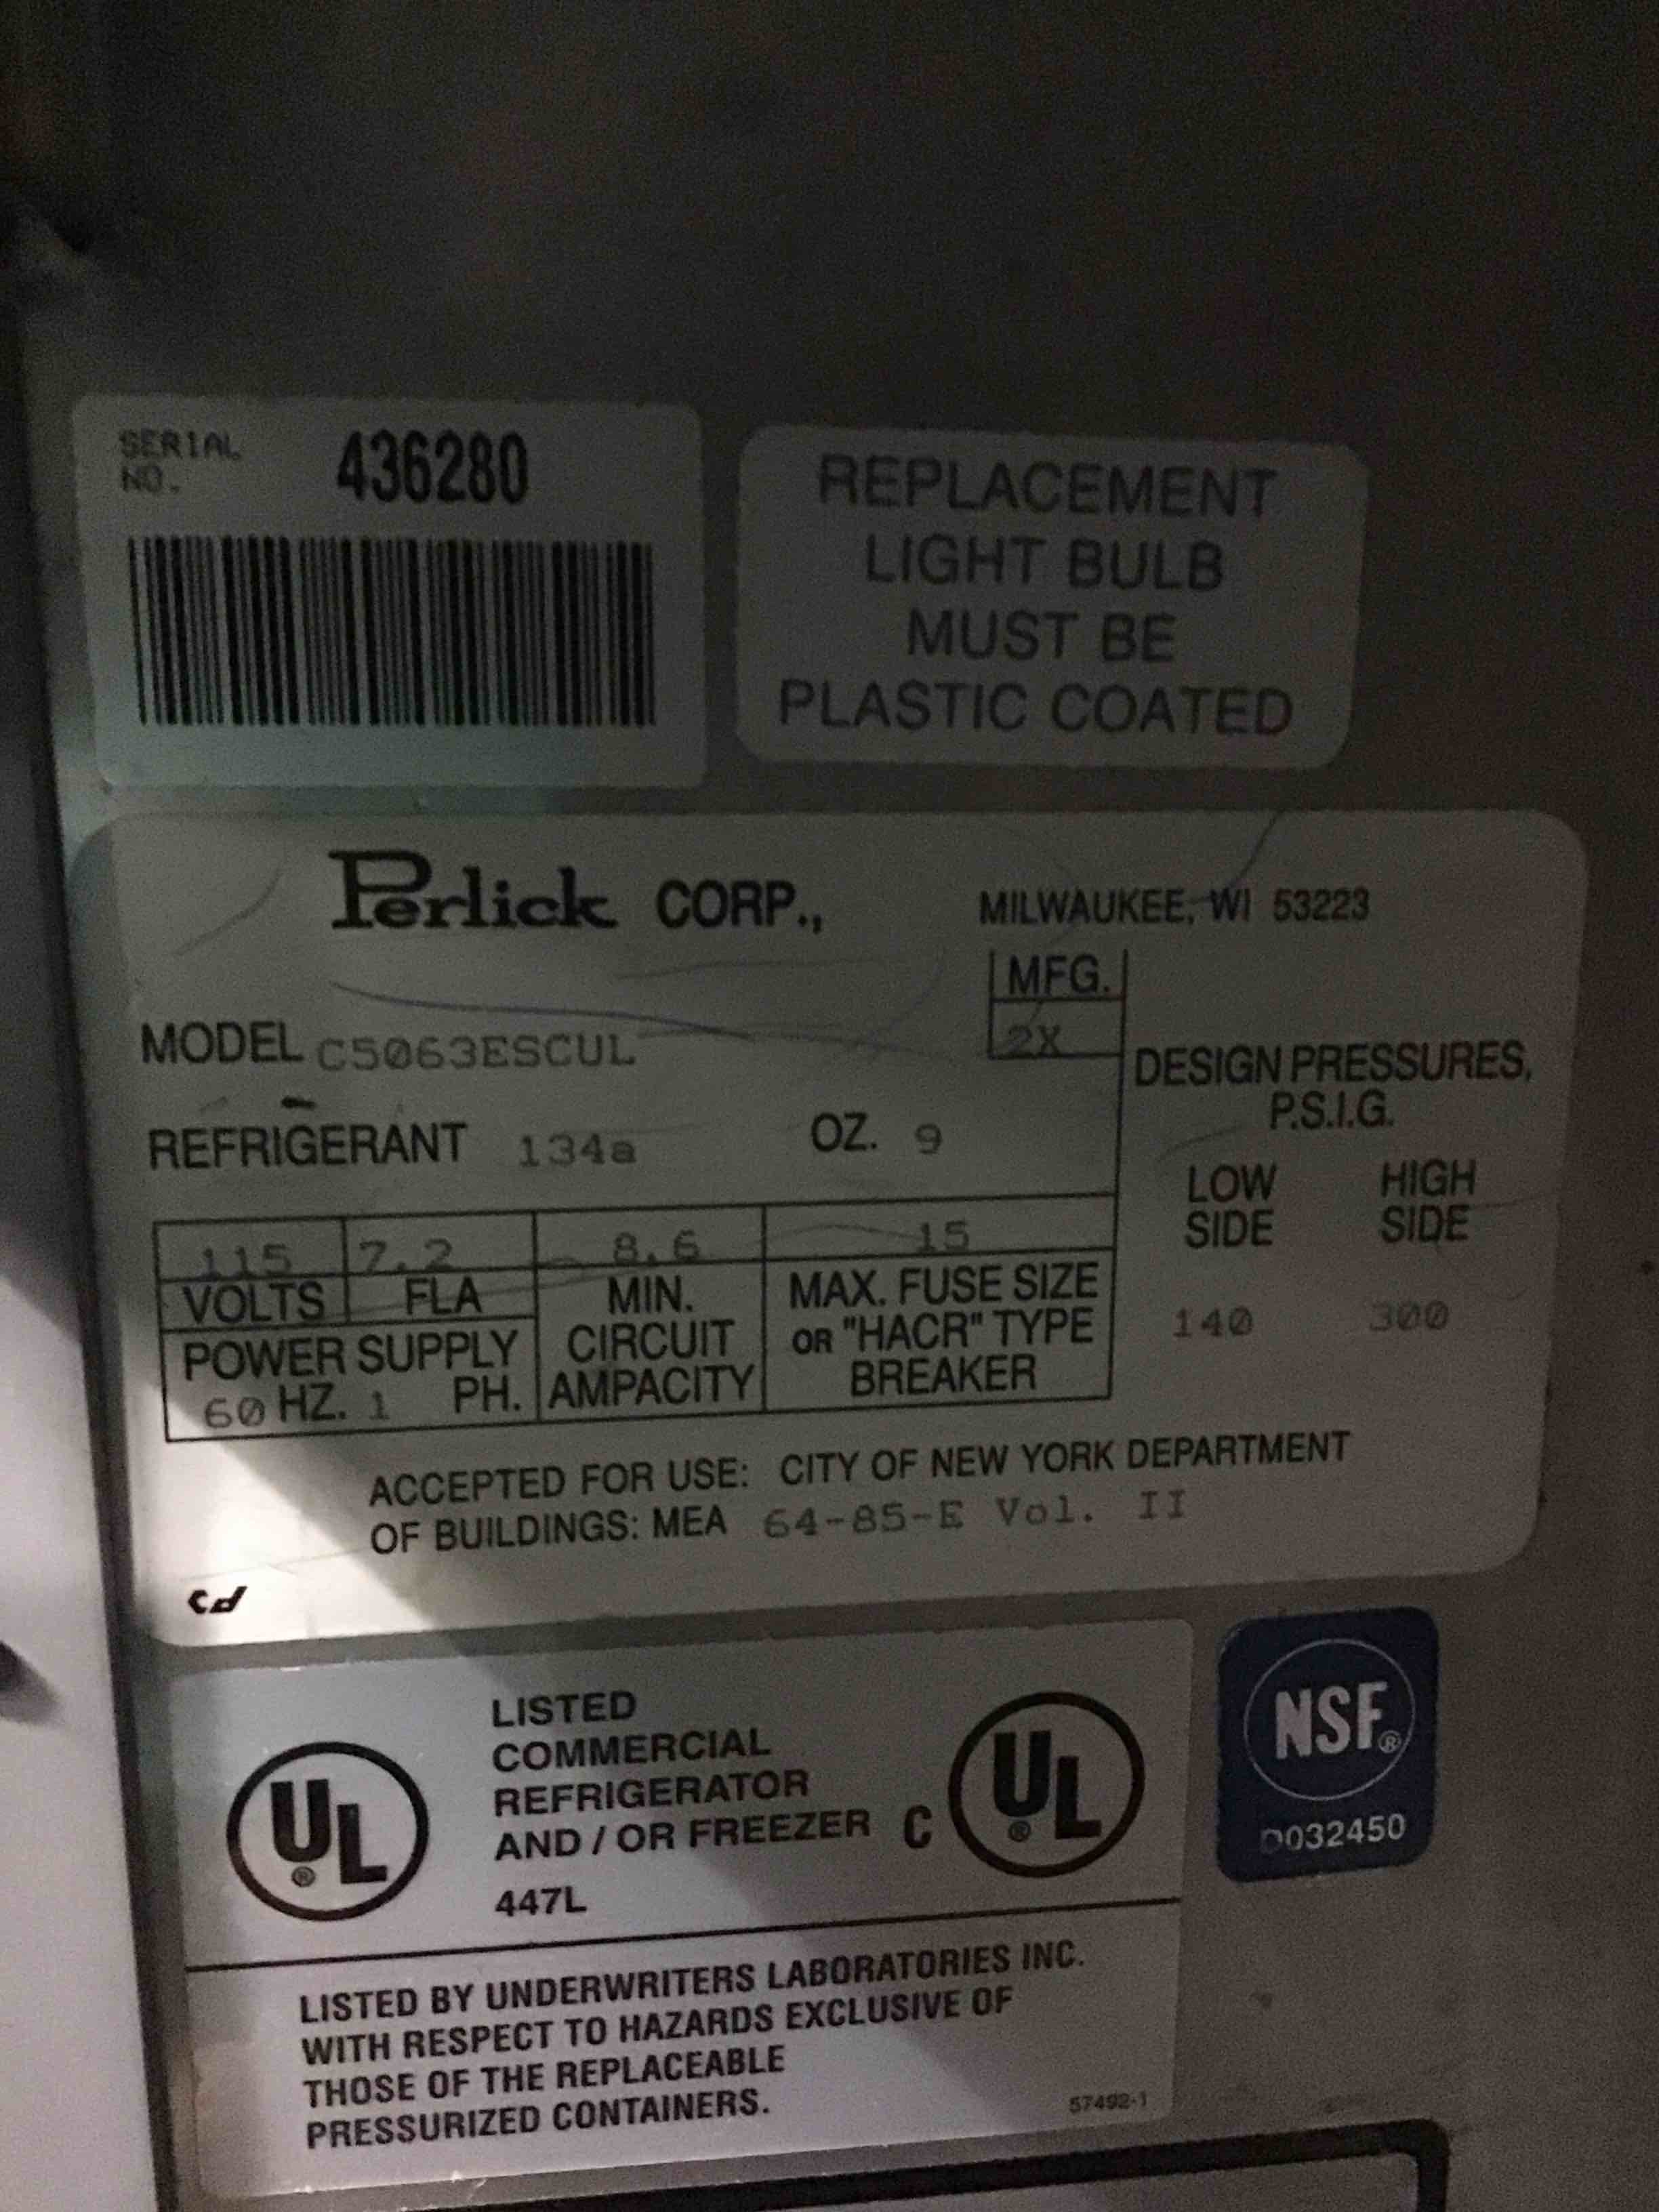 SERIAL
NO.
436280
REPLACEMENT
LIGHT BULB
MUST BE
PLASTIC COATED
Perlick CORP.,
MILWAUKEE, WI 53223
MFG.
2X
MODEL C5063ESCUL
DESIGN PRESSURES,
P.S.I.G.
REFRIGERANT 134a OZ. 9
LOW
SIDE
HIGH
SIDE
140 300
115 7.2 8.6 15
VOLTS FLA
POWER SUPPLY
60 HZ. 1 PH.
MIN.
CIRCUIT
AMPACITY
MAX. FUSE SIZE
OR "HACR" TYPE
BREAKER
ACCEPTED FOR USE: CITY OF NEW YORK DEPARTMENT
OF BUILDINGS: MEA 64-85-E Vol. II
cd
UL ®
LISTED
COMMERCIAL
REFRIGERATOR
AND / OR FREEZER
447L
C UL ®
NSF®
D032450
LISTED BY UNDERWRITERS LABORATORIES INC.
WITH RESPECT TO HAZARDS EXCLUSIVE OF
THOSE OF THE REPLACEABLE
PRESSURIZED CONTAINERS.
57492-1